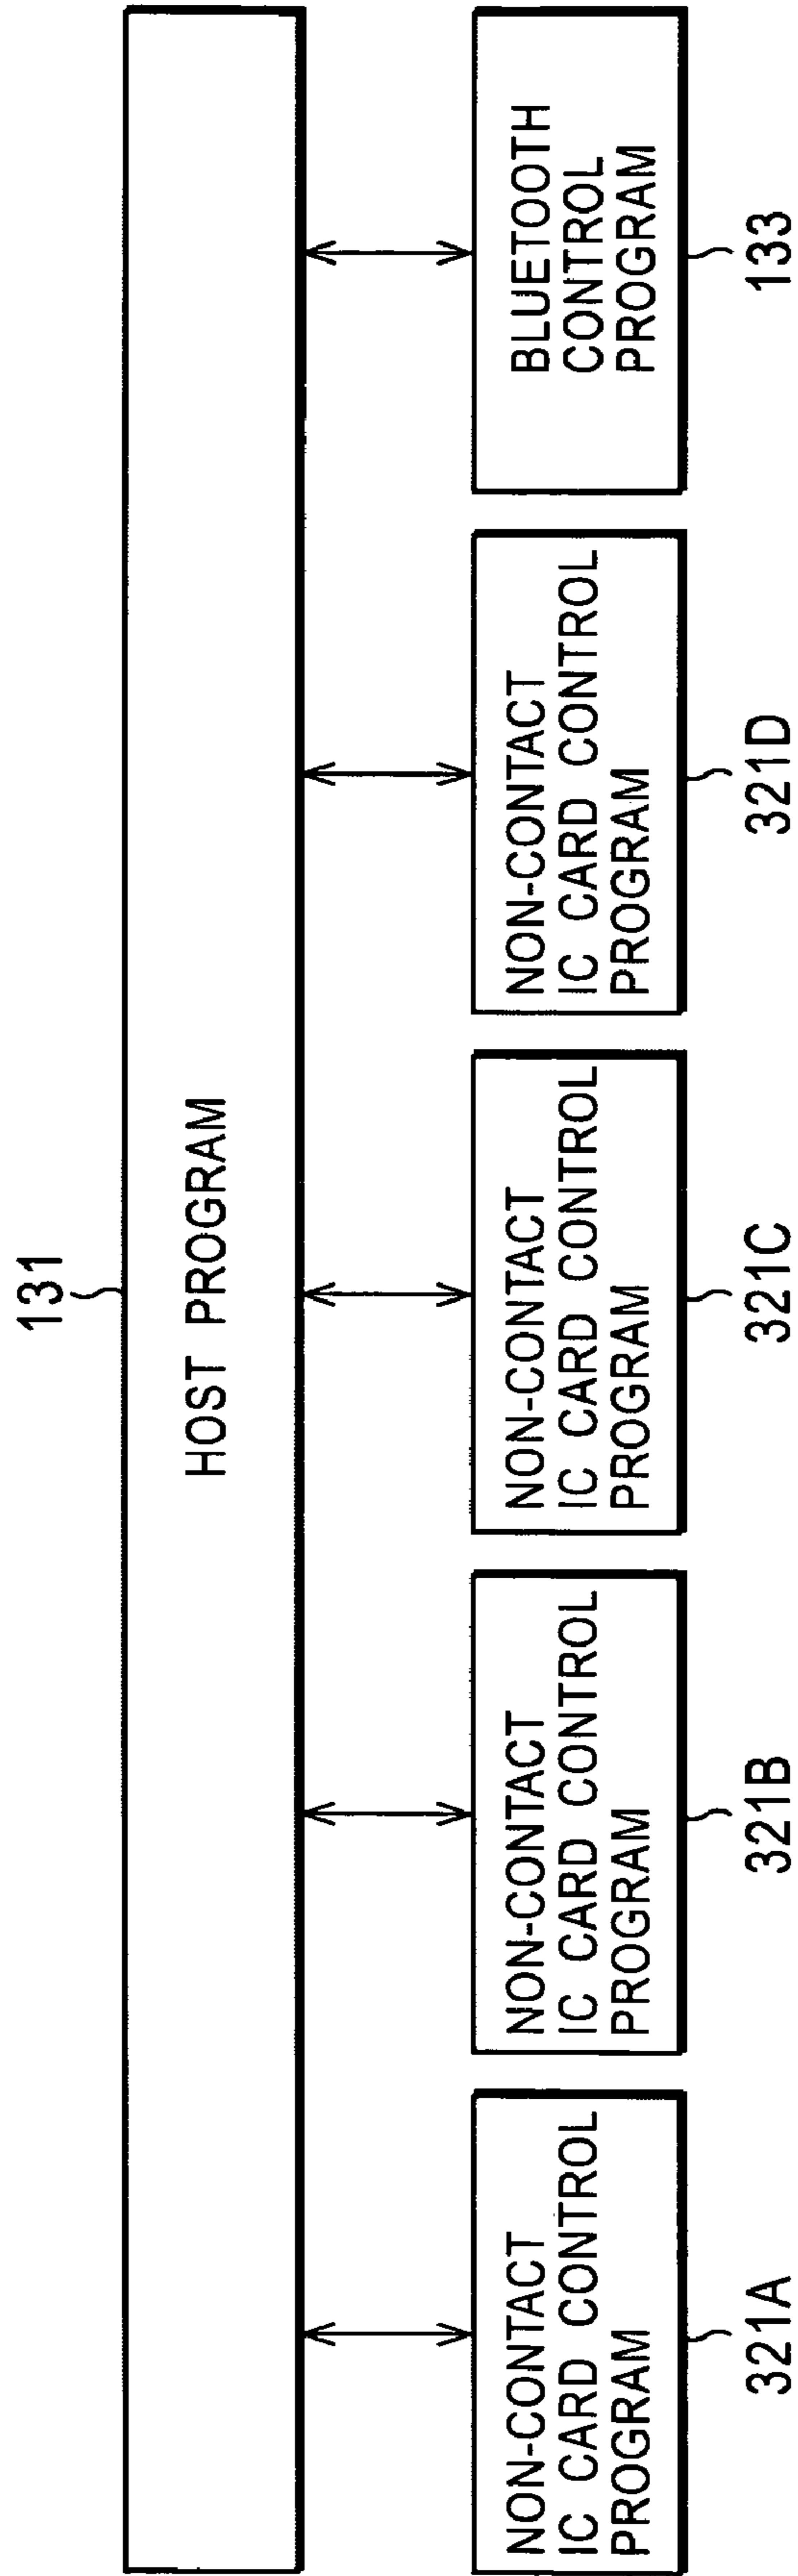 131
HOST PROGRAM
NON-CONTACT
IC CARD CONTROL
PROGRAM
321A
NON-CONTACT
IC CARD CONTROL
PROGRAM
321B
NON-CONTACT
IC CARD CONTROL
PROGRAM
321C
NON-CONTACT
IC CARD CONTROL
PROGRAM
321D
BLUETOOTH
CONTROL
PROGRAM
133